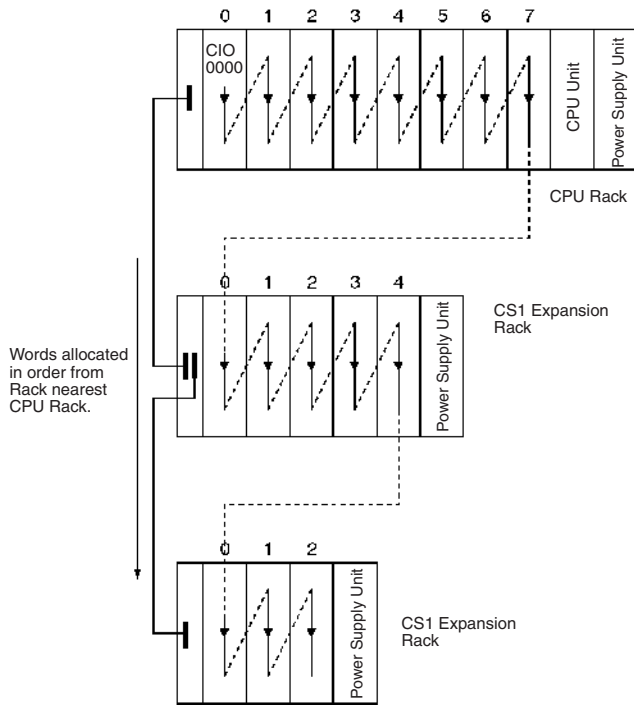 0 1 2 3 4 5 6 7
CIO
0000
CPU Unit
Power Supply Unit
CPU Rack
0 1 2 3 4
Power Supply Unit
CS1 Expansion
Rack
Words allocated
in order from
Rack nearest
CPU Rack.
0 1 2
Power Supply Unit
CS1 Expansion
Rack